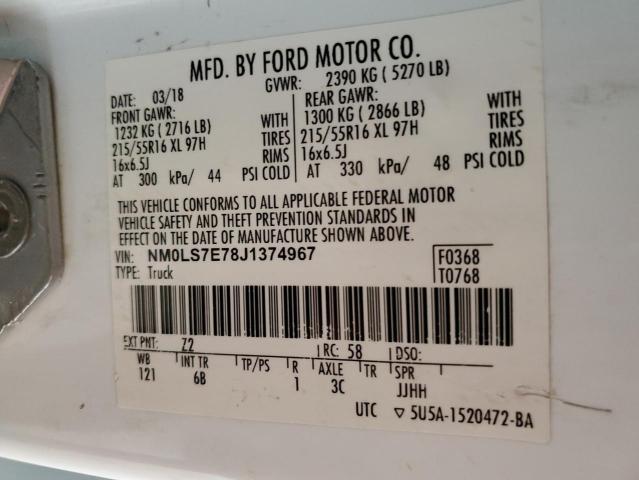 MFD. BY FORD MOTOR CO.
DATE: 03/18 GVWR: 2390 KG ( 5270 LB)
FRONT GAWR: REAR GAWR:
1232 KG ( 2716 LB) WITH 1300 KG ( 2866 LB) WITH
215/55R16 XL 97H TIRES 215/55R16 XL 97H TIRES
16x6.5J RIMS 16x6.5J RIMS
AT 300 kPa/ 44 PSI COLD AT 330 kPa/ 48 PSI COLD
THIS VEHICLE CONFORMS TO ALL APPLICABLE FEDERAL MOTOR
VEHICLE SAFETY AND THEFT PREVENTION STANDARDS IN
EFFECT ON THE DATE OF MANUFACTURE SHOWN ABOVE.
VIN: NM0LS7E78J1374967 F0368
TYPE: Truck T0768
EXT PNT: Z2 RC: 58 DSO:
WB INT TR TP/PS R AXLE TR SPR
121 6B 1 3C JJHH
UTC ▽ 5U5A-1520472-BA